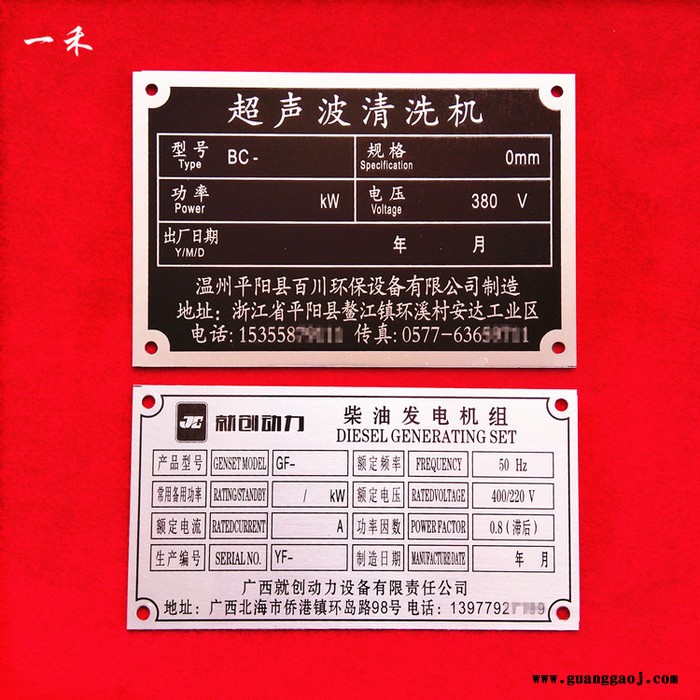 一禾
超声波清洗机
型号 Type BC- 规格 Specification 0mm
功率 Power kW 电压 Voltage 380 V
出厂日期 Y/M/D 年 月
温州平阳县百川环保设备有限公司制造
地址: 浙江省平阳县鳌江镇环溪村安达工业区
电话: 153558 传真: 0577-636
JC 就创动力 柴油发电机组
DIESEL GENERATING SET
产品型号 GENSET MODEL GF- 额定频率 FREQUENCY 50 Hz
常用备用功率 RATING/STANDBY / kW 额定电压 RATEDVOLTAGE 400/220 V
额定电流 RATEDCURRENT A 功率因数 POWER FACTOR 0.8 (滞后)
生产编号 SERIAL NO. YF- 制造日期 MANUFACTURE DATE 年 月
广西就创动力设备有限责任公司
地址: 广西北海市侨港镇环岛路98号 电话: 1397792
www.guanggaoj.com